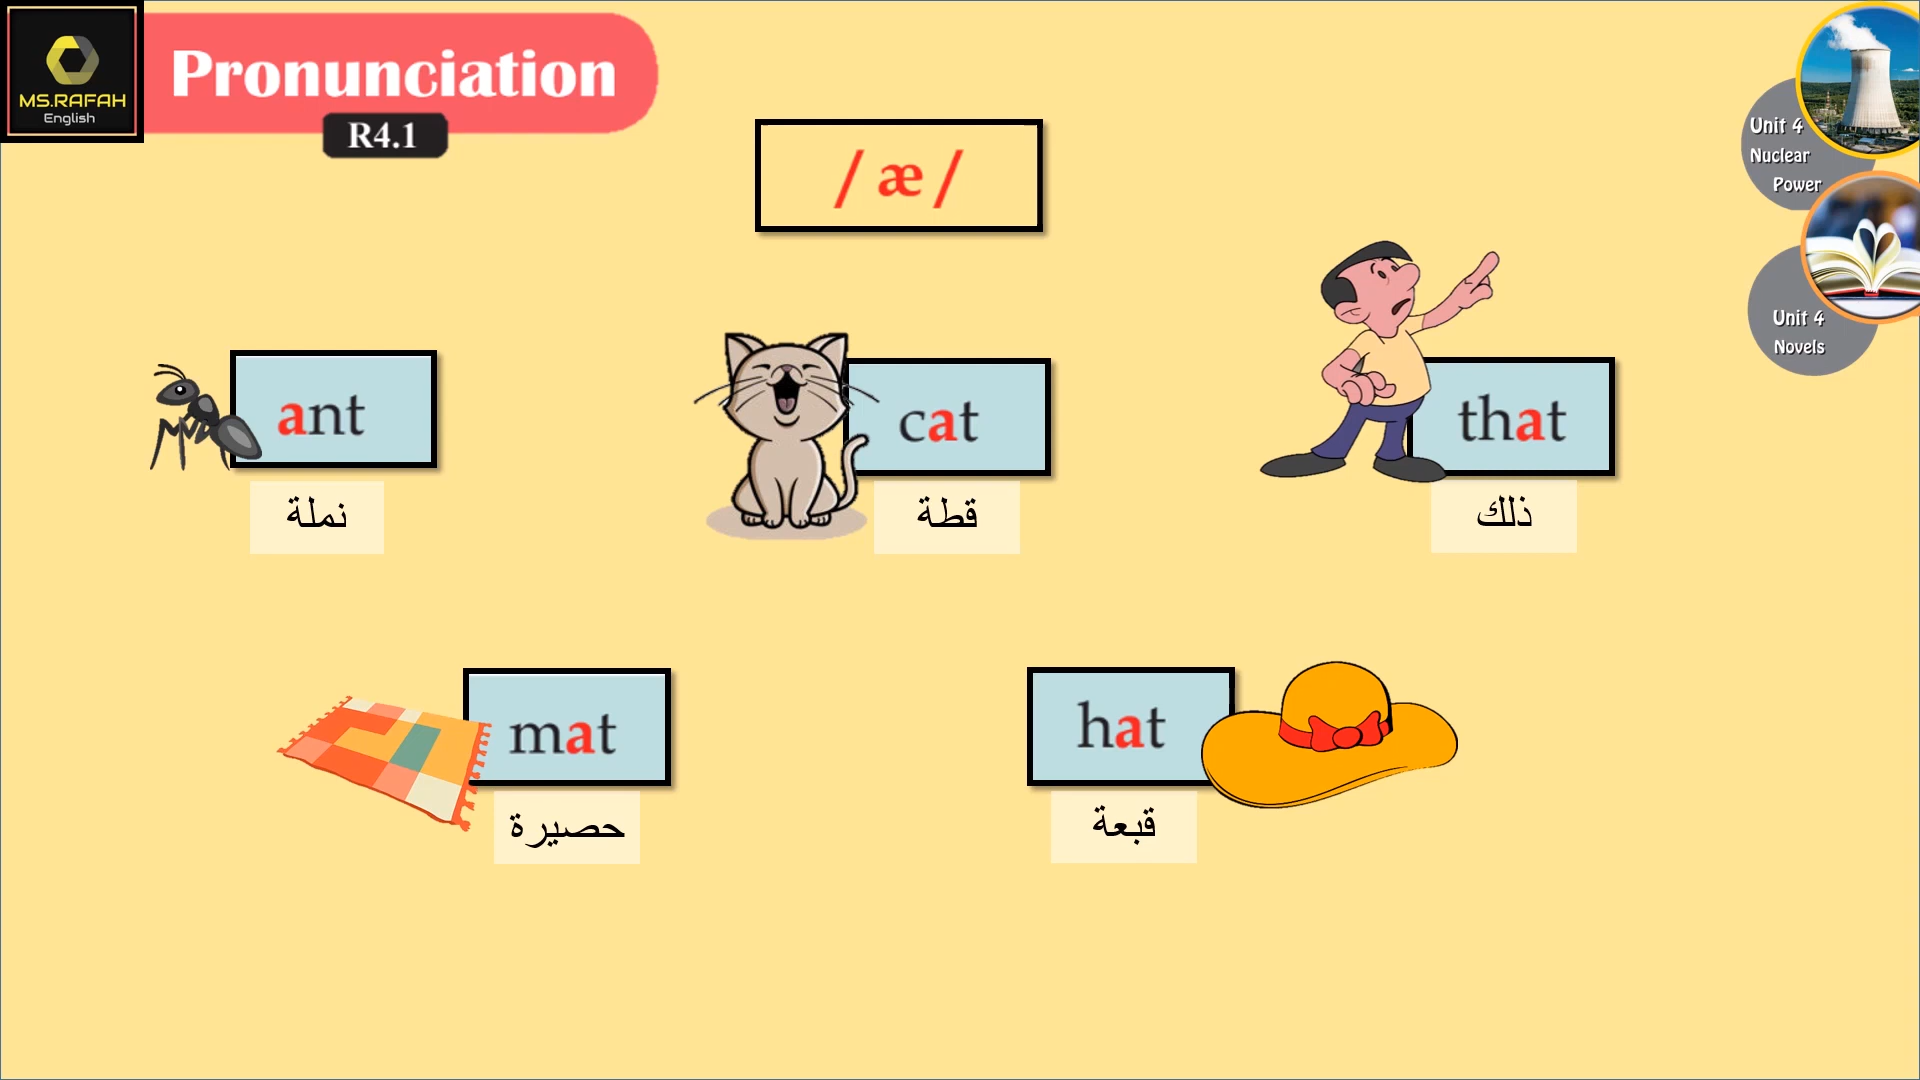 MS.RAFAH
English
Pronunciation
R4.1
/ æ /
Unit 4
Nuclear
Power
Unit 4
Novels
ant
نملة
cat
قطة
that
ذلك
mat
حصيرة
hat
قبعة